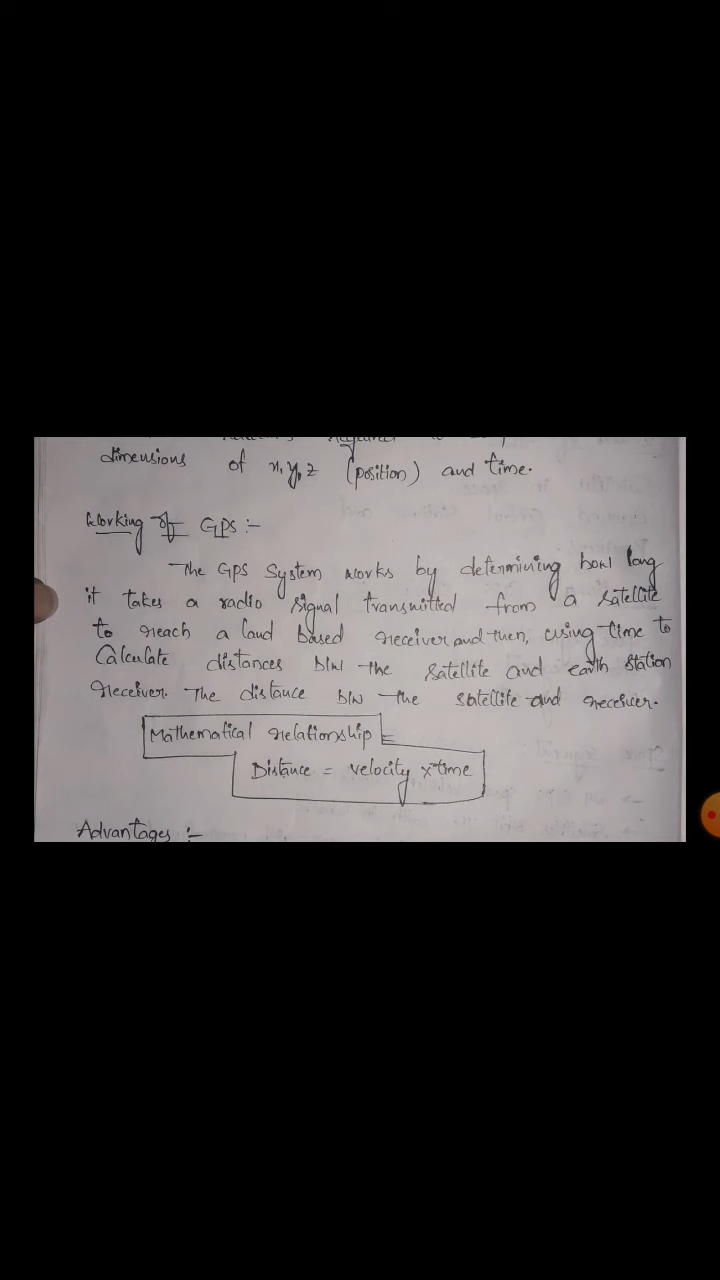 dimensions of x, y, z (position) and time.
Working of GPS :-
The GPS System works by determining how long
it takes a radio signal transmitted from a satellite
to reach a land based receiver and then, using time to
Calculate distances b/w the satellite and earth station
receiver. The distance b/w the satellite and receiver.
Mathematical relationship =
Distance = velocity x time
Advantages :-